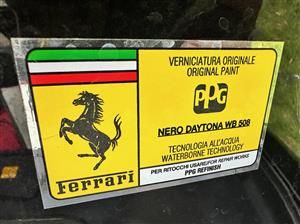 VERNICIATURA ORIGINALE
ORIGINAL PAINT
PPG
NERO DAYTONA WB 508
TECNOLOGIA ALL'ACQUA
WATERBORNE TECHNOLOGY
PER RITOCCHI USARE/FOR REPAIR WORKS
PPG REFINISH
Ferrari